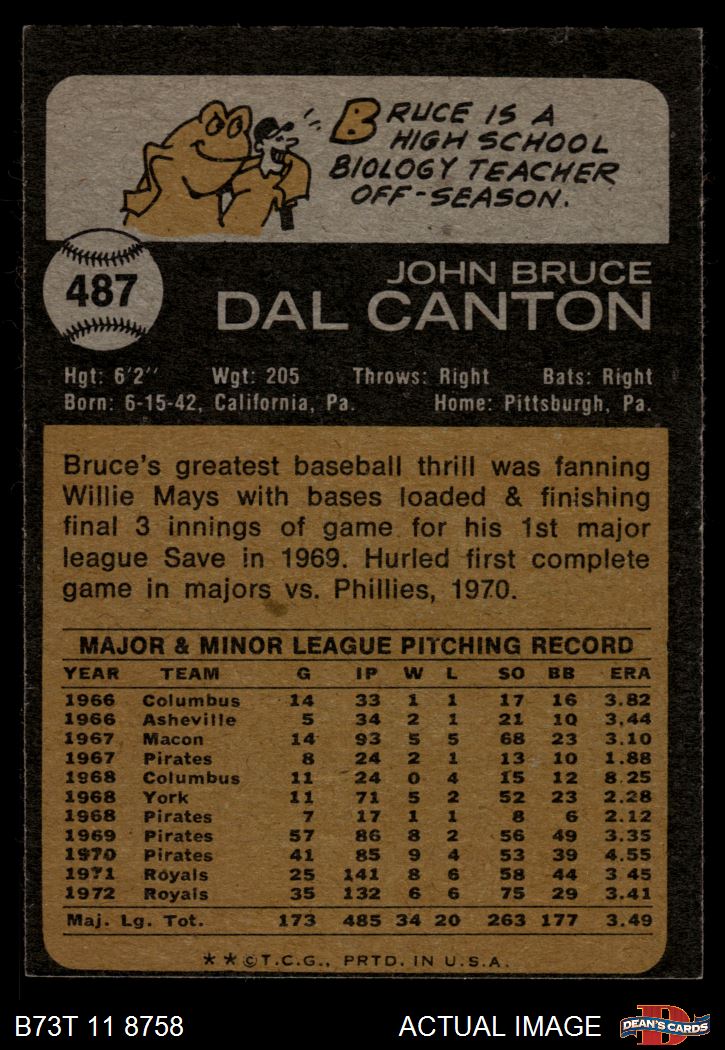 BRUCE IS A
HIGH SCHOOL
BIOLOGY TEACHER
OFF-SEASON.
487
JOHN BRUCE
DAL CANTON
Hgt: 6'2" Wgt: 205 Throws: Right Bats: Right
Born: 6-15-42, California, Pa. Home: Pittsburgh, Pa.
Bruce's greatest baseball thrill was fanning
Willie Mays with bases loaded & finishing
final 3 innings of game for his 1st major
league Save in 1969. Hurled first complete
game in majors vs. Phillies, 1970.
MAJOR & MINOR LEAGUE PITCHING RECORD
YEAR TEAM G IP W L SO BB ERA
1966 Columbus 14 33 1 1 17 16 3.82
1966 Asheville 5 34 2 1 21 10 3.44
1967 Macon 14 93 5 5 68 23 3.10
1967 Pirates 8 24 2 1 13 10 1.88
1968 Columbus 11 24 0 4 15 12 8.25
1968 York 11 71 5 2 52 23 2.28
1968 Pirates 7 17 1 1 8 6 2.12
1969 Pirates 57 86 8 2 56 49 3.35
1970 Pirates 41 85 9 4 53 39 4.55
1971 Royals 25 141 8 6 58 44 3.45
1972 Royals 35 132 6 6 75 29 3.41
Maj. Lg. Tot. 173 485 34 20 263 177 3.49
**©T.C.G., PRTD. IN U.S.A.
B73T 11 8758 ACTUAL IMAGE D DEAN'S CARDS